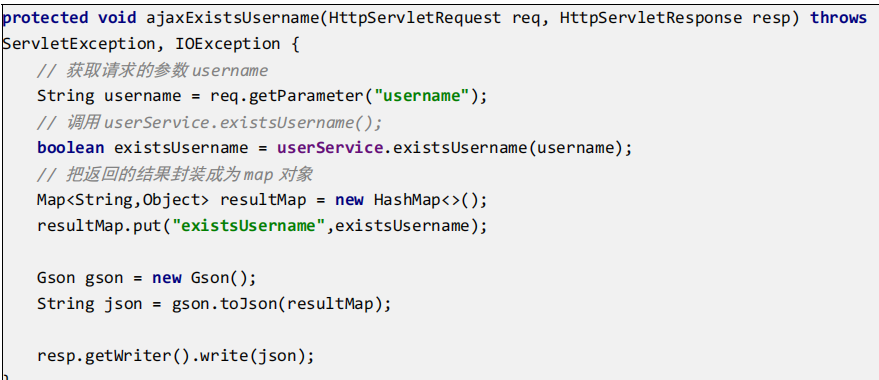 protected void ajaxExistsUsername(HttpServletRequest req, HttpServletResponse resp) throws
ServletException, IOException {
// 获取请求的参数 username
String username = req.getParameter("username");
// 调用 userService.existsUsername();
boolean existsUsername = userService.existsUsername(username);
// 把返回的结果封装成为 map 对象
Map<String,Object> resultMap = new HashMap<>();
resultMap.put("existsUsername",existsUsername);
Gson gson = new Gson();
String json = gson.toJson(resultMap);
resp.getWriter().write(json);
}